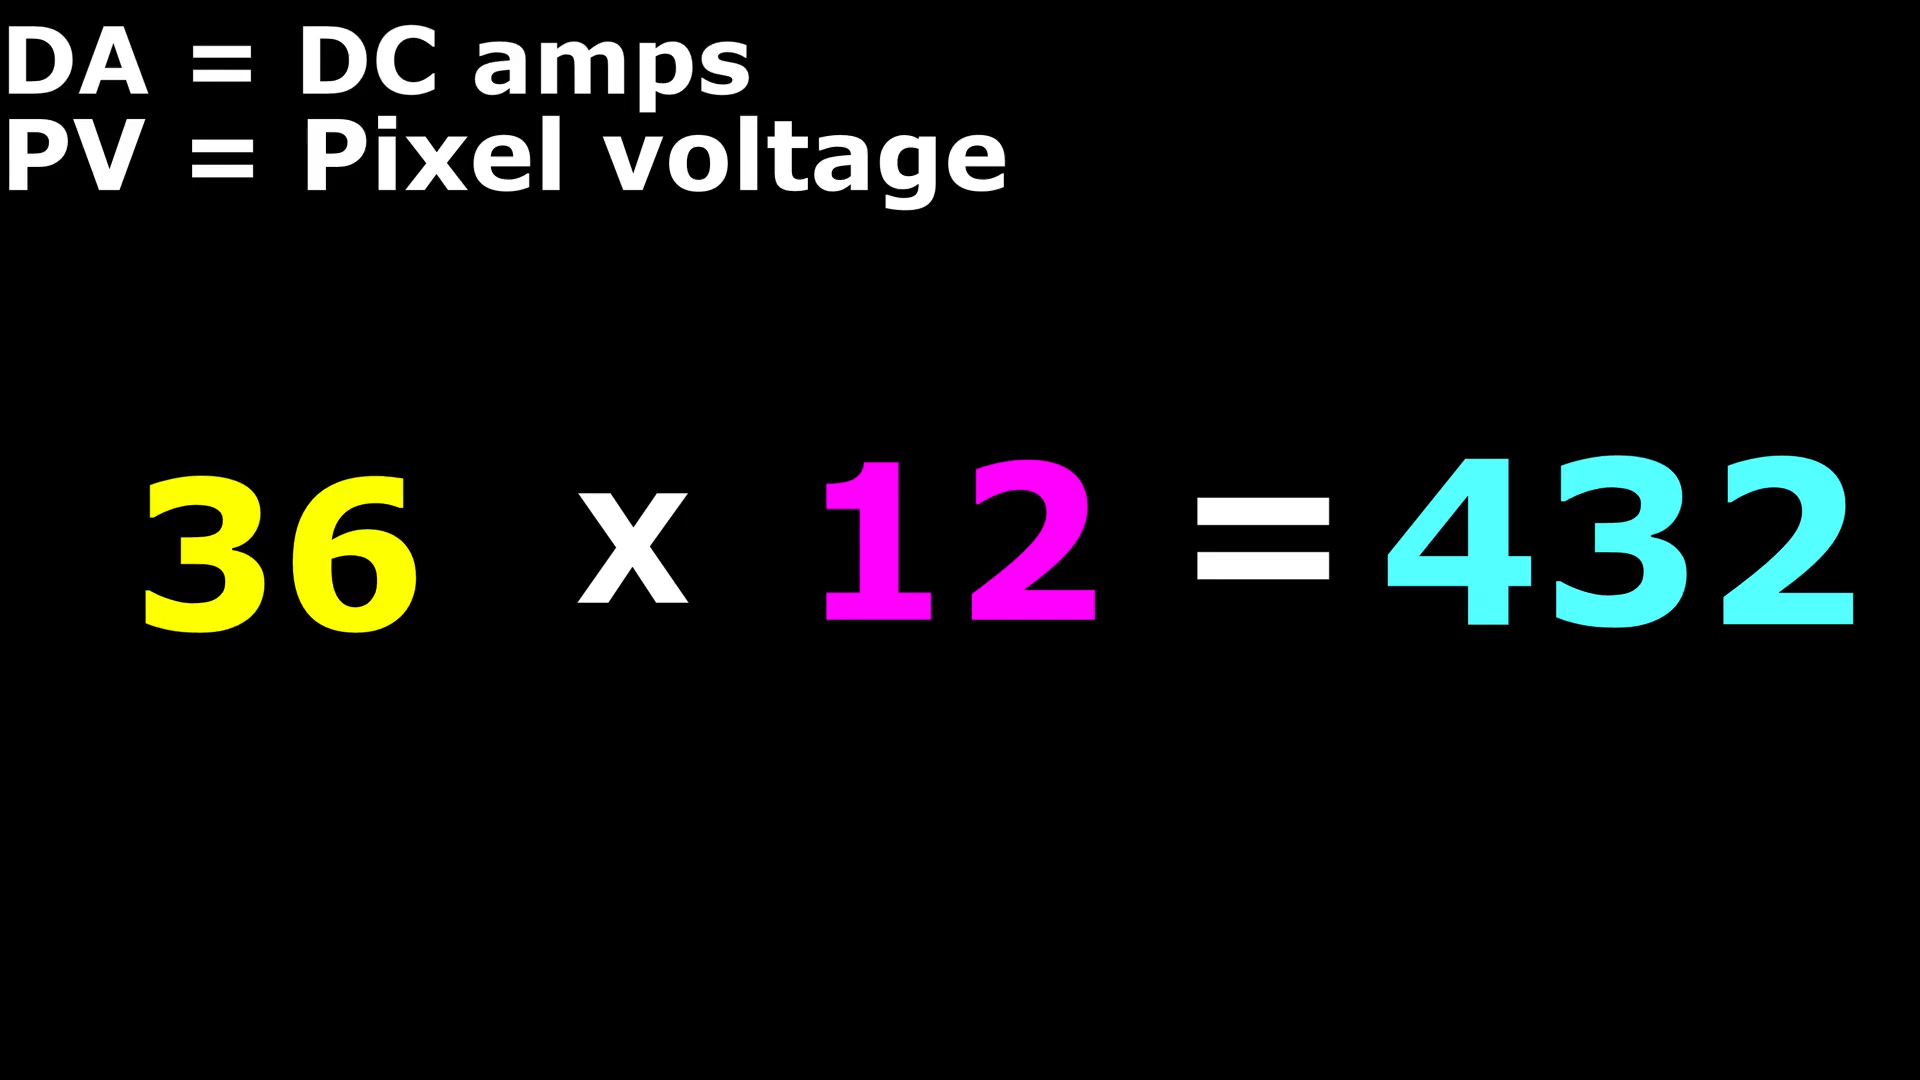 DA = DC amps
PV = Pixel voltage
36 x 12 = 432